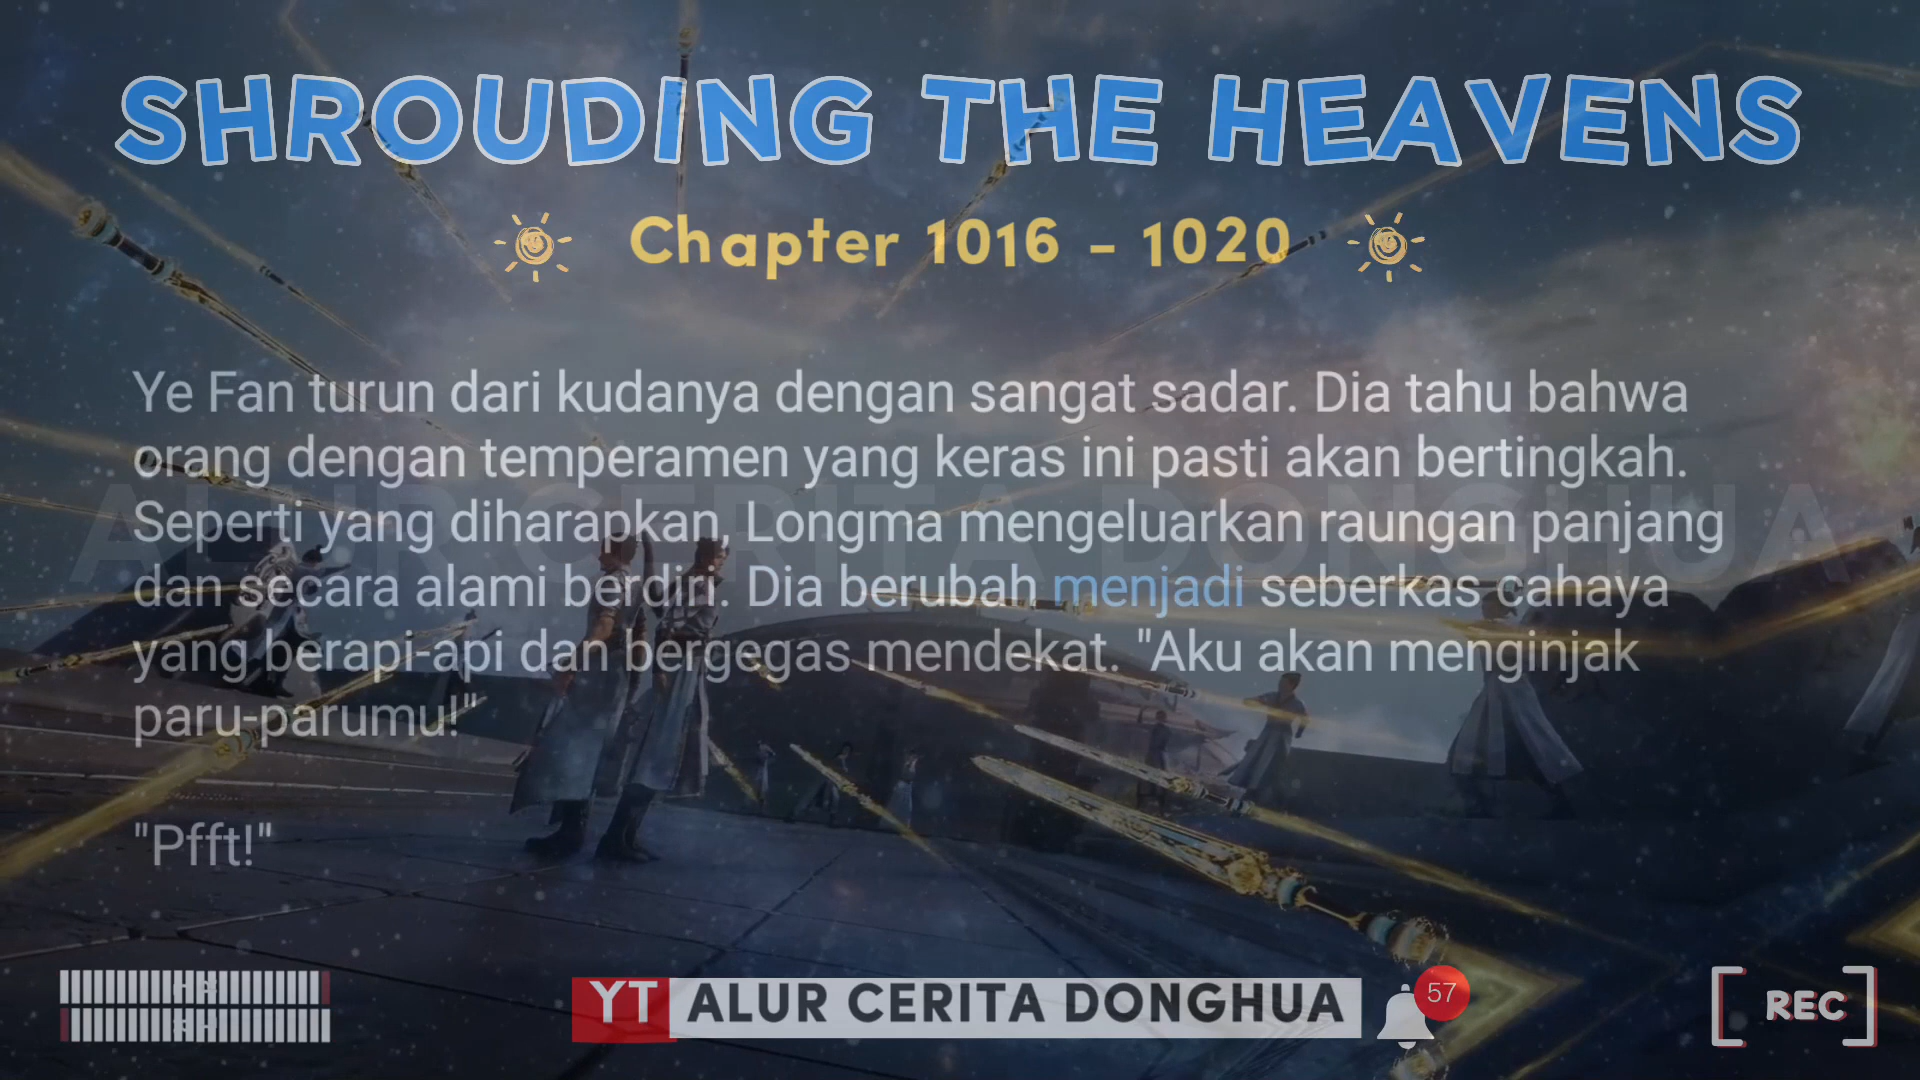 SHROUDING THE HEAVENS
Chapter 1016 - 1020
Ye Fan turun dari kudanya dengan sangat sadar. Dia tahu bahwa
orang dengan temperamen yang keras ini pasti akan bertingkah.
Seperti yang diharapkan, Longma mengeluarkan raungan panjang
dan secara alami berdiri. Dia berubah menjadi seberkas cahaya
yang berapi-api dan bergegas mendekat. "Aku akan menginjak
paru-parumu!"
"Pfft!"
ALUR CERITA DONGHUA
YT ALUR CERITA DONGHUA
57
REC